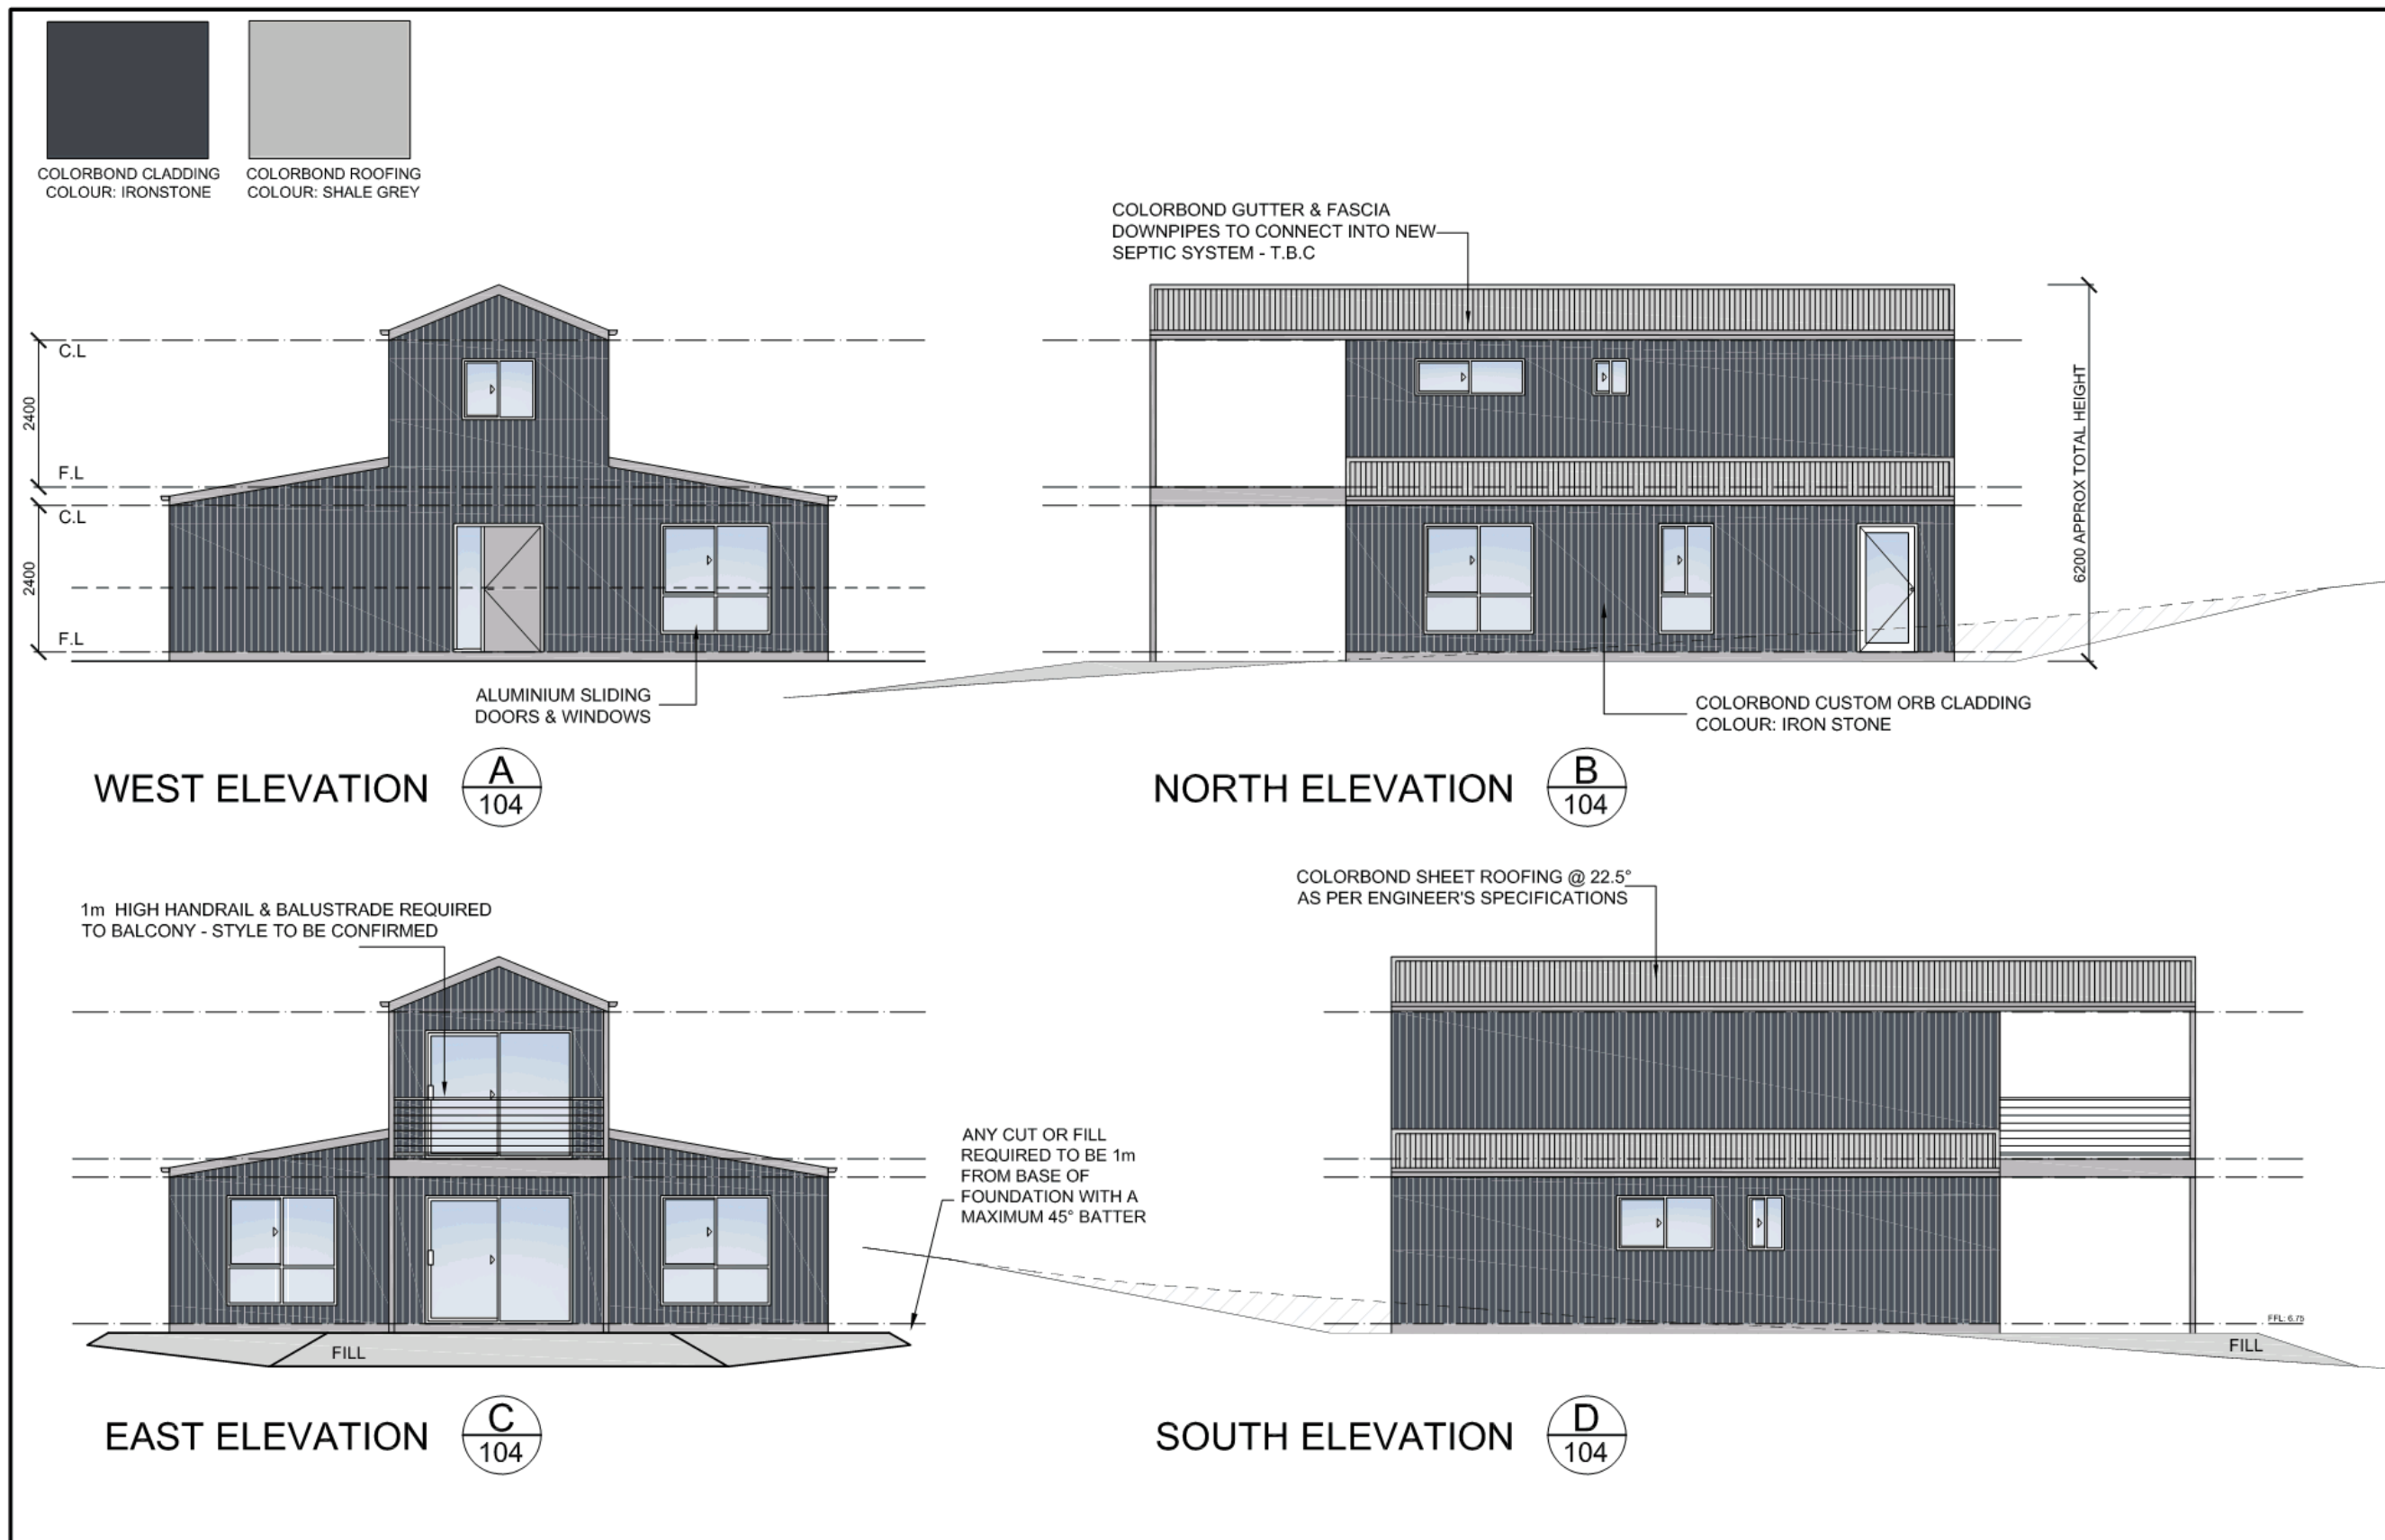 COLORBOND CLADDING
COLOUR: IRONSTONE
COLORBOND ROOFING
COLOUR: SHALE GREY
COLORBOND GUTTER & FASCIA
DOWNPIPES TO CONNECT INTO NEW
SEPTIC SYSTEM - T.B.C
C.L
2400
F.L
C.L
2400
F.L
6200 APPROX TOTAL HEIGHT
ALUMINIUM SLIDING
DOORS & WINDOWS
COLORBOND CUSTOM ORB CLADDING
COLOUR: IRON STONE
WEST ELEVATION
A
104
NORTH ELEVATION
B
104
1m HIGH HANDRAIL & BALUSTRADE REQUIRED
TO BALCONY - STYLE TO BE CONFIRMED
COLORBOND SHEET ROOFING @ 22.5°
AS PER ENGINEER'S SPECIFICATIONS
ANY CUT OR FILL
REQUIRED TO BE 1m
FROM BASE OF
FOUNDATION WITH A
MAXIMUM 45° BATTER
FILL
FFL: 6.75
FILL
EAST ELEVATION
C
104
SOUTH ELEVATION
D
104